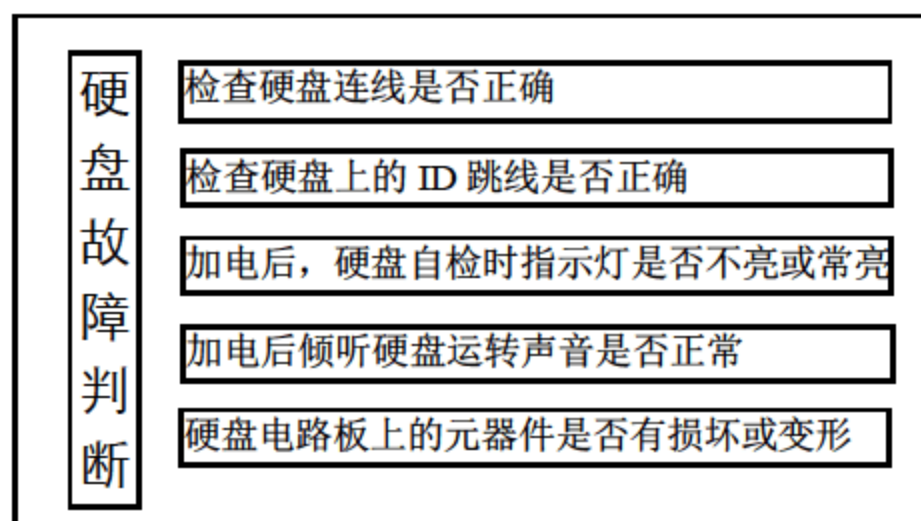 硬盘故障判断
检查硬盘连线是否正确
检查硬盘上的 ID 跳线是否正确
加电后，硬盘自检时指示灯是否不亮或常亮
加电后倾听硬盘运转声音是否正常
硬盘电路板上的元器件是否有损坏或变形